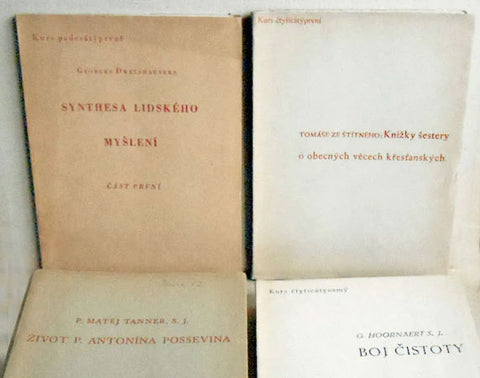 Kurs padesátýprvní
Georges Dwelshauvers
SYNTHESA LIDSKÉHO
MYŠLENÍ
ČÁST PRVNÍ
Kurs čtyřicátýprvní
TOMÁŠE ZE ŠTÍTNÉHO: Knížky šestery
o obecných věcech křesťanských
P. MATĚJ TANNER, S. J.
ŽIVOT P. ANTONÍNA POSSEVINA
Kurs čtyřicátýosmý
G. HOORNAERT S. J.
BOJ ČISTOTY